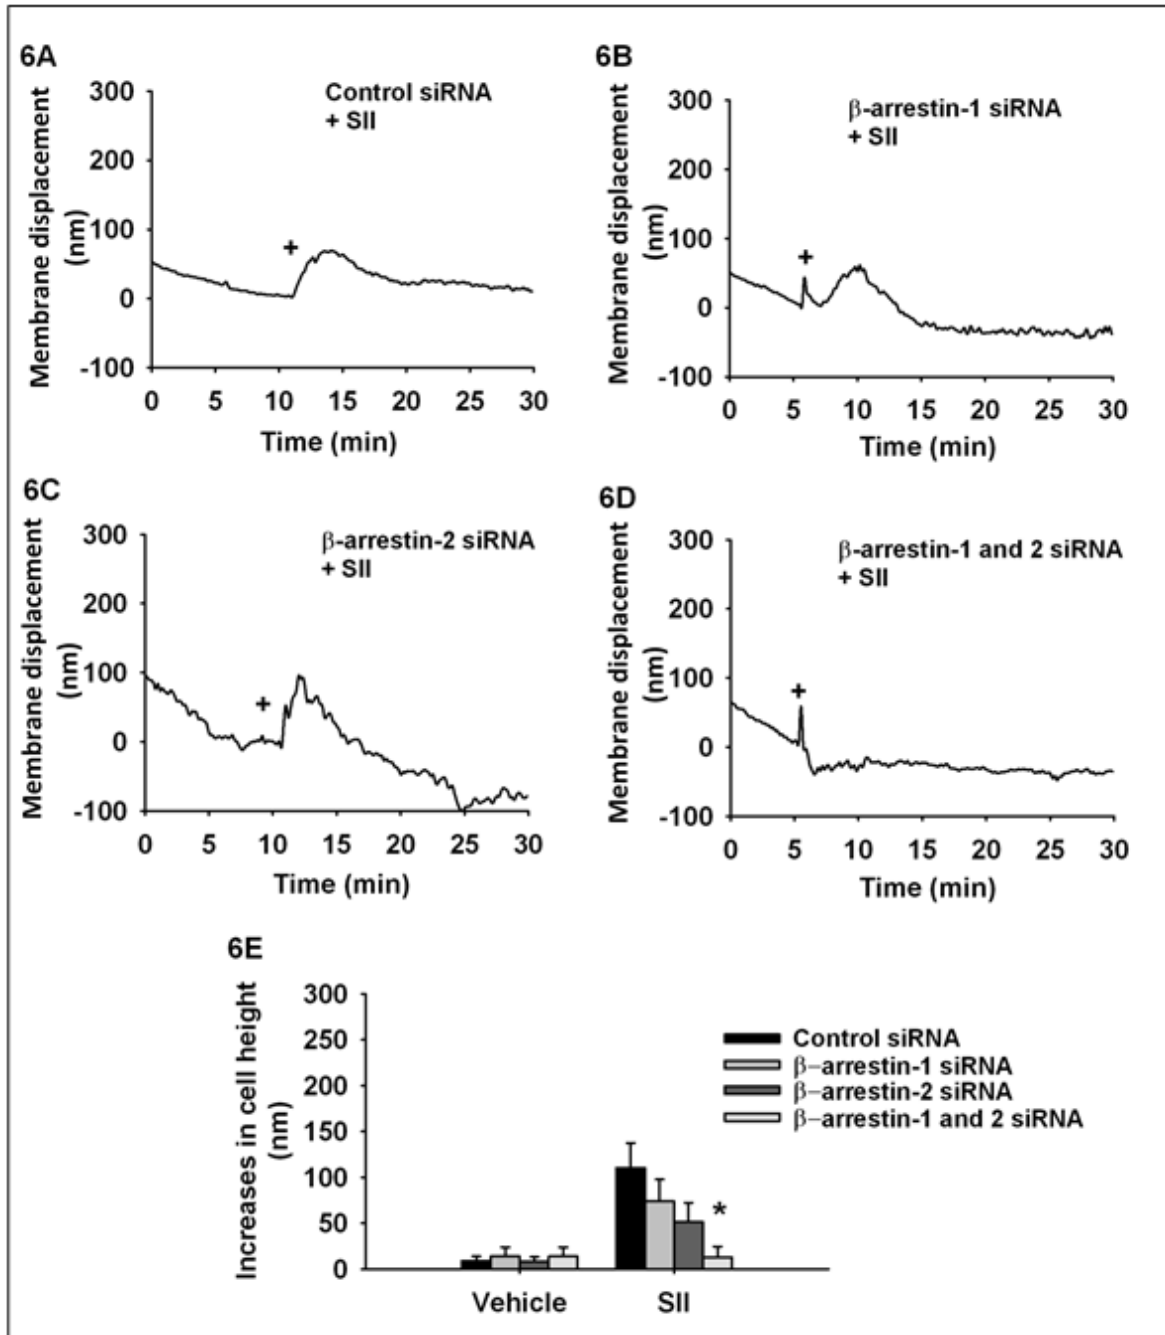 6A
Membrane displacement
(nm)
300
200
100
0
-100
Control siRNA
+ SII
+
0 5 10 15 20 25 30
Time (min)
6B
Membrane displacement
(nm)
300
200
100
0
-100
β-arrestin-1 siRNA
+ SII
+
0 5 10 15 20 25 30
Time (min)
6C
Membrane displacement
(nm)
300
200
100
0
-100
β-arrestin-2 siRNA
+ SII
+
0 5 10 15 20 25 30
Time (min)
6D
Membrane displacement
(nm)
300
200
100
0
-100
β-arrestin-1 and 2 siRNA
+ SII
+
0 5 10 15 20 25 30
Time (min)
6E
Increases in cell height
(nm)
300
250
200
150
100
50
0
Control siRNA
β–arrestin-1 siRNA
β–arrestin-2 siRNA
β–arrestin-1 and 2 siRNA
*
Vehicle SII